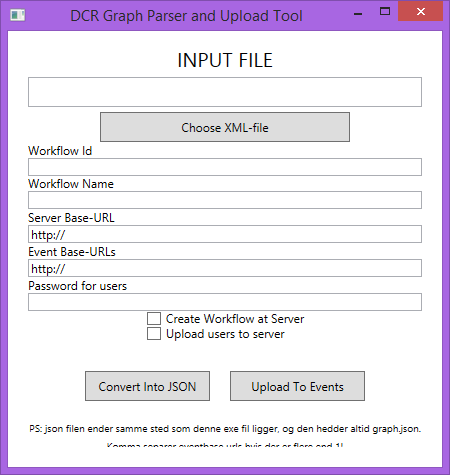 DCR Graph Parser and Upload Tool
INPUT FILE
Choose XML-file
Workflow Id
Workflow Name
Server Base-URL
http://
Event Base-URLs
http://
Password for users
Create Workflow at Server
Upload users to server
Convert Into JSON
Upload To Events
PS: json filen ender samme sted som denne exe fil ligger, og den hedder altid graph.json.
Komma separer eventbase urls hvis der er flere end 1!